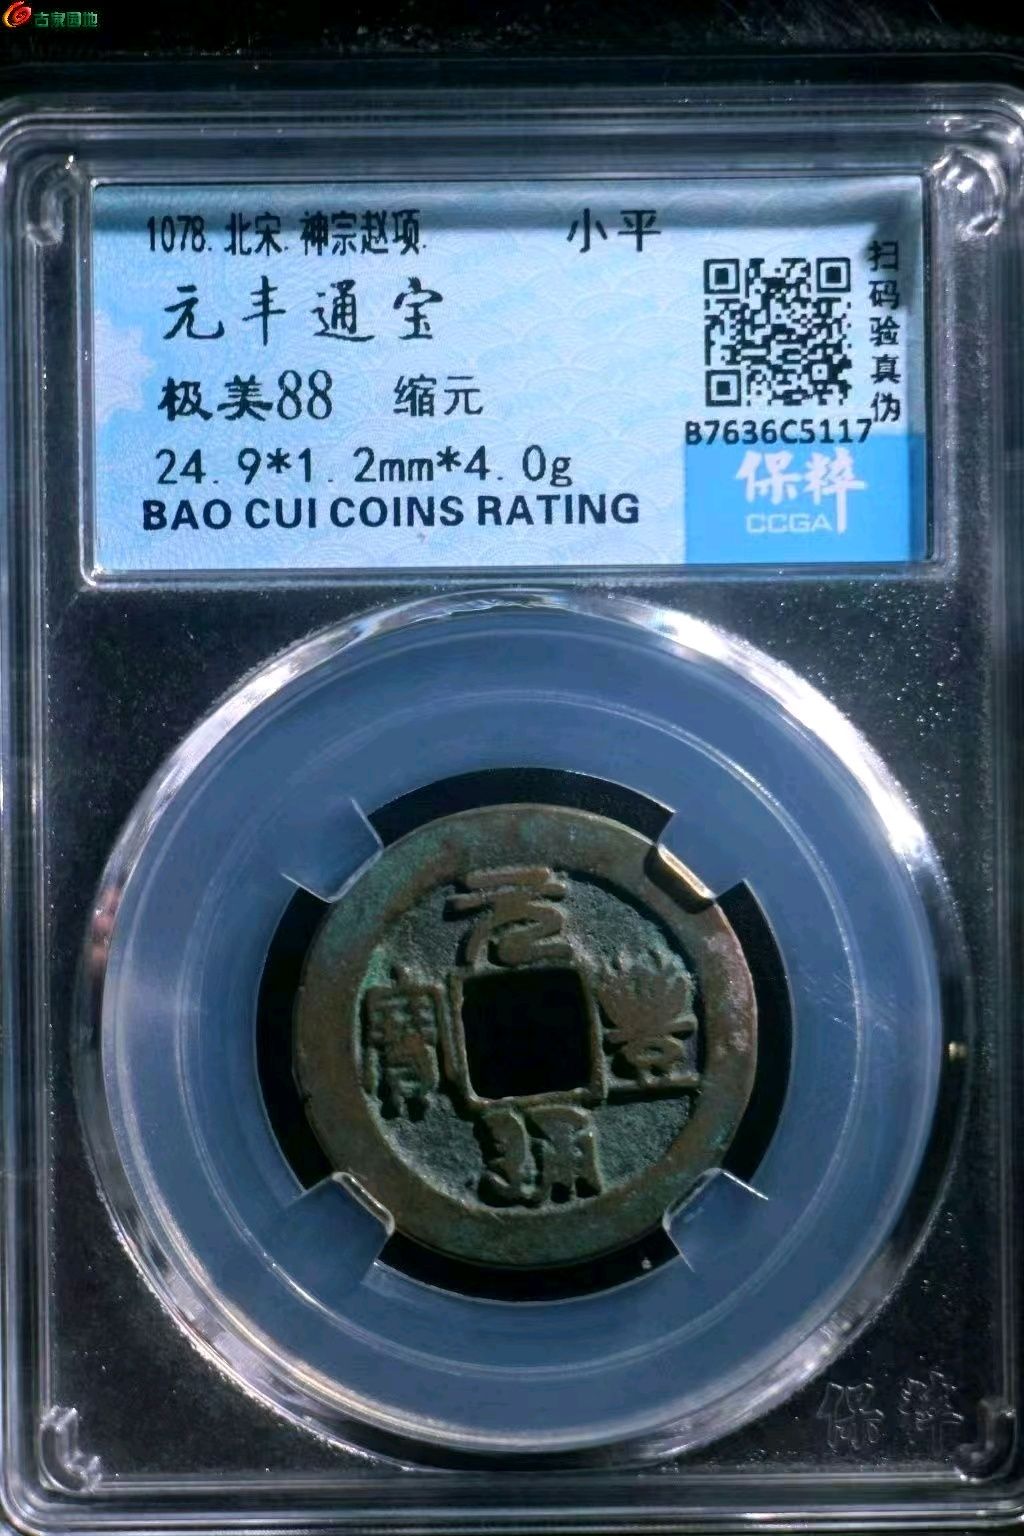 古泉园地
1078.北宋.神宗赵顼. 小平
元丰通宝
极美88 缩元
24.9*1.2mm*4.0g
BAO CUI COINS RATING
扫码验真伪
B7636C5117
保粹
CCGA
元豐通寳
保粹